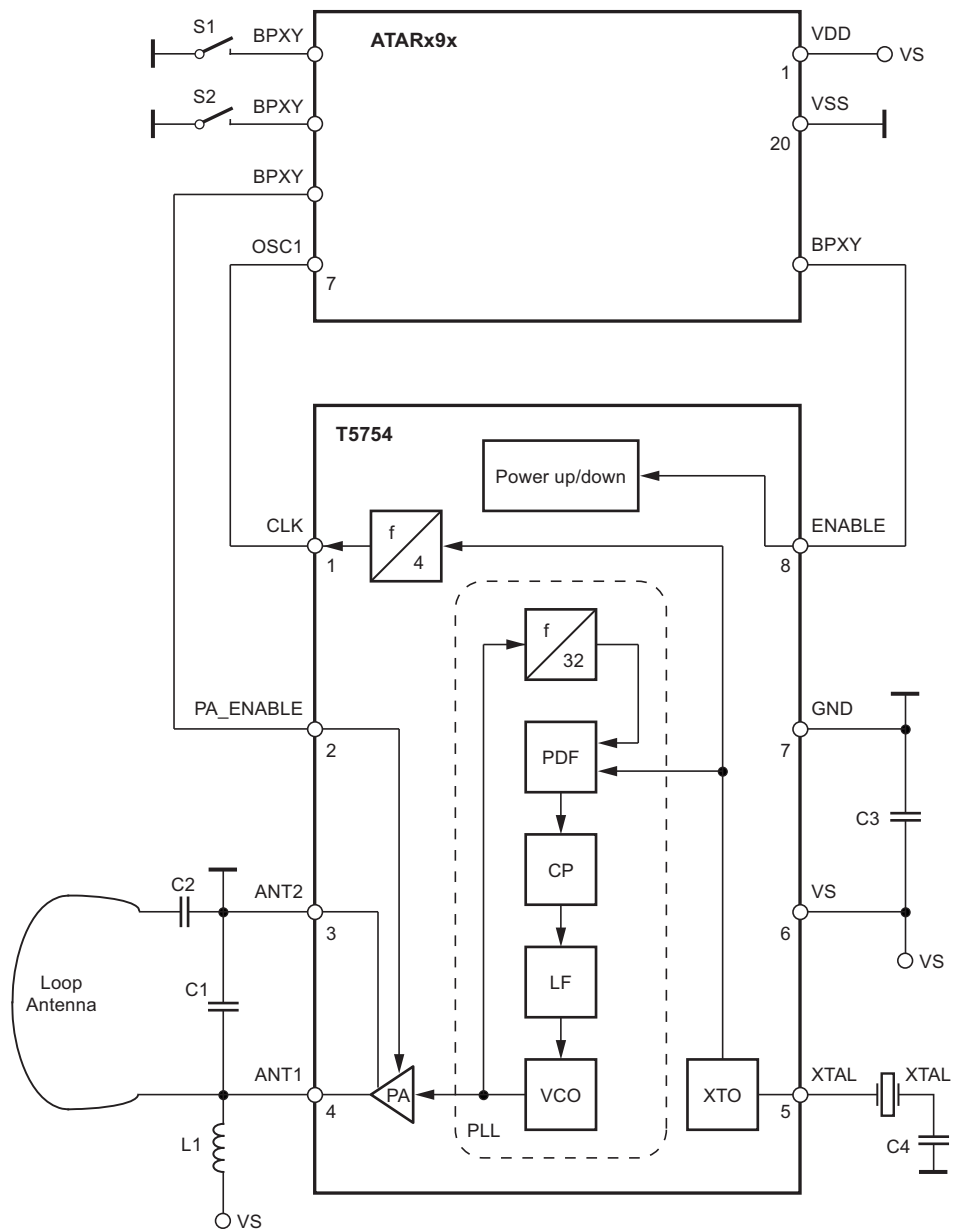 S1
BPXY
ATARx9x
VDD
1
VS
S2
BPXY
VSS
20
BPXY
OSC1
7
BPXY
T5754
Power up/down
CLK
1
f
4
ENABLE
8
f
32
PA_ENABLE
2
GND
7
PDF
C3
CP
C2
ANT2
3
VS
6
VS
Loop
Antenna
C1
LF
ANT1
4
PA
VCO
XTO
XTAL
5
XTAL
PLL
L1
C4
VS